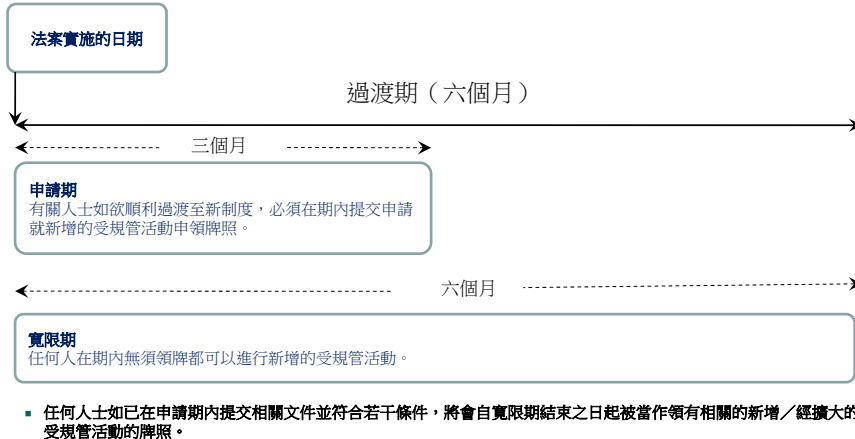 法案實施的日期
過渡期（六個月）
三個月
申請期
有關人士如欲順利過渡至新制度，必須在期內提交申請
就新增的受規管活動申領牌照。
六個月
寬限期
任何人在期內無須領牌都可以進行新增的受規管活動。
▪ 任何人士如已在申請期內提交相關文件並符合若干條件，將會自寬限期結束之日起被當作領有相關的新增／經擴大的
受規管活動的牌照。